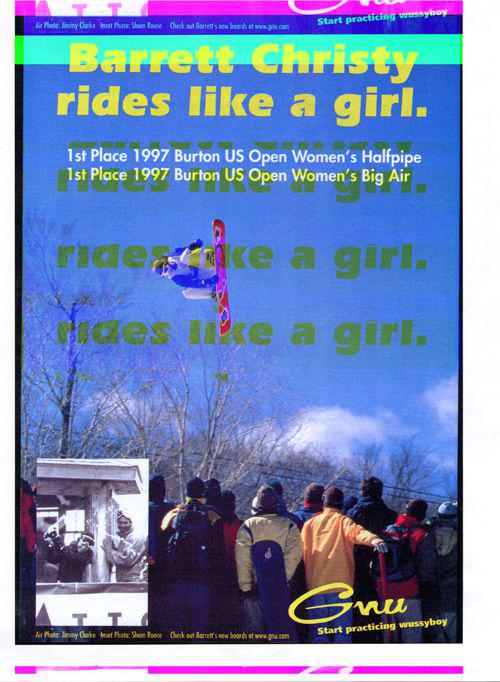 Start practicing wussyboy
Air Photo: Jimmy Clarke Inset Photo: Shem Roose Check out Barrett's new boards at www.gnu.com
Barrett Christy
rides like a girl.
1st Place 1997 Burton US Open Women's Halfpipe
rides like a girl.
1st Place 1997 Burton US Open Women's Big Air
rides like a girl.
rides like a girl.
Gnu
Start practicing wussyboy
Air Photo: Jimmy Clarke Inset Photo: Shem Roose Check out Barrett's new boards at www.gnu.com